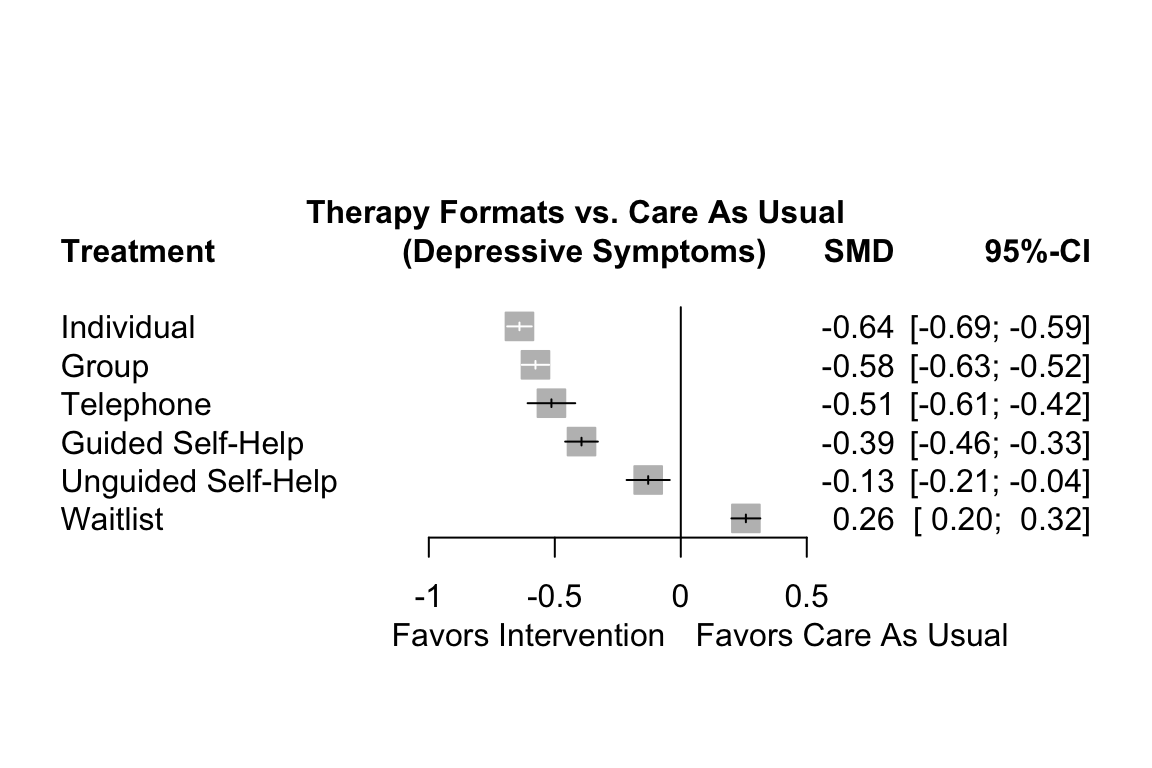 Therapy Formats vs. Care As Usual
Treatment (Depressive Symptoms) SMD 95%-CI
Individual -0.64 [-0.69; -0.59]
Group -0.58 [-0.63; -0.52]
Telephone -0.51 [-0.61; -0.42]
Guided Self-Help -0.39 [-0.46; -0.33]
Unguided Self-Help -0.13 [-0.21; -0.04]
Waitlist 0.26 [ 0.20; 0.32]
-1 -0.5 0 0.5
Favors Intervention Favors Care As Usual